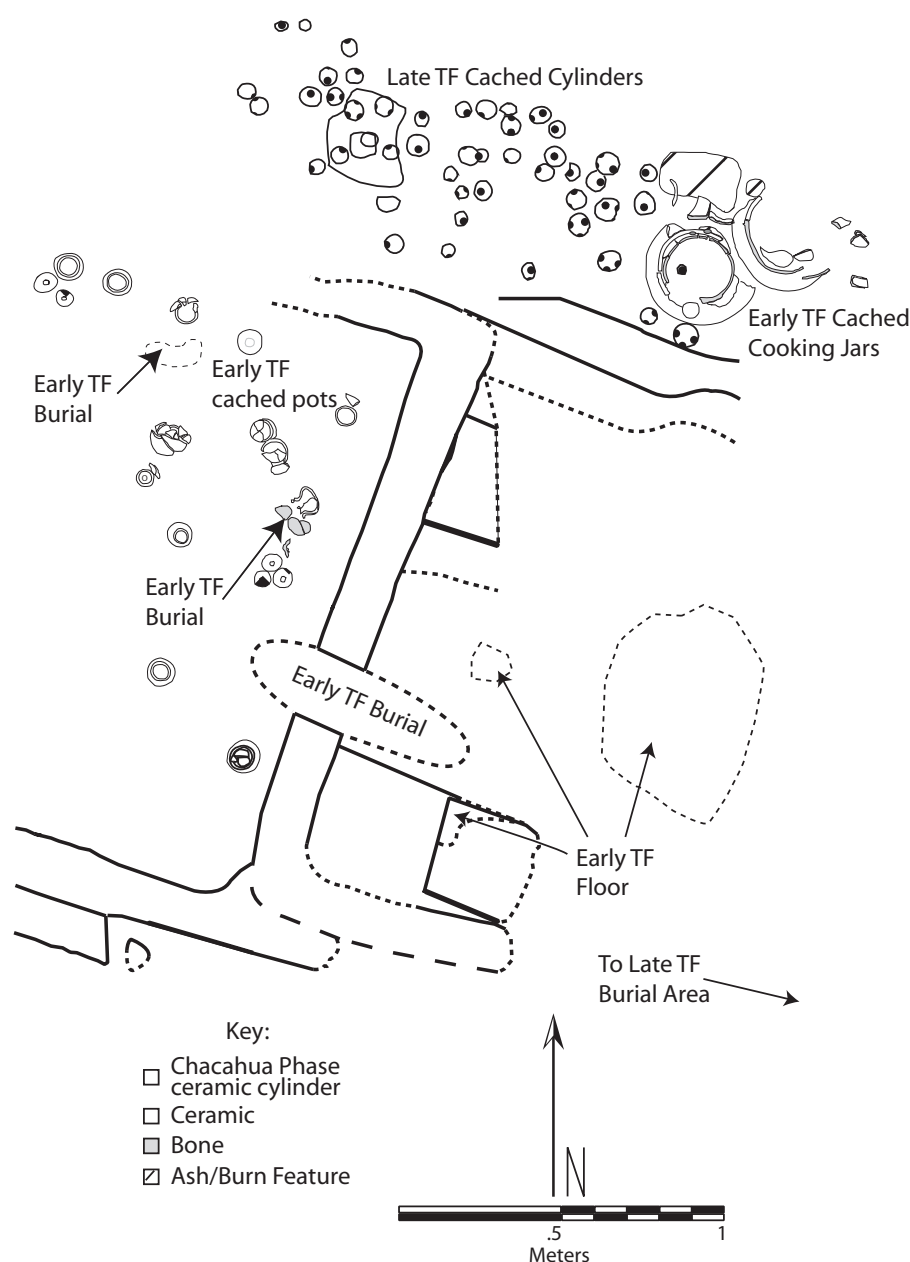 Late TF Cached Cylinders
Early TF Cached
Cooking Jars
Early TF
Burial
Early TF
cached pots
Early TF
Burial
Early TF Burial
Early TF
Floor
To Late TF
Burial Area
Key:
Chacahua Phase
ceramic cylinder
Ceramic
Bone
Ash/Burn Feature
N
.5
1
Meters